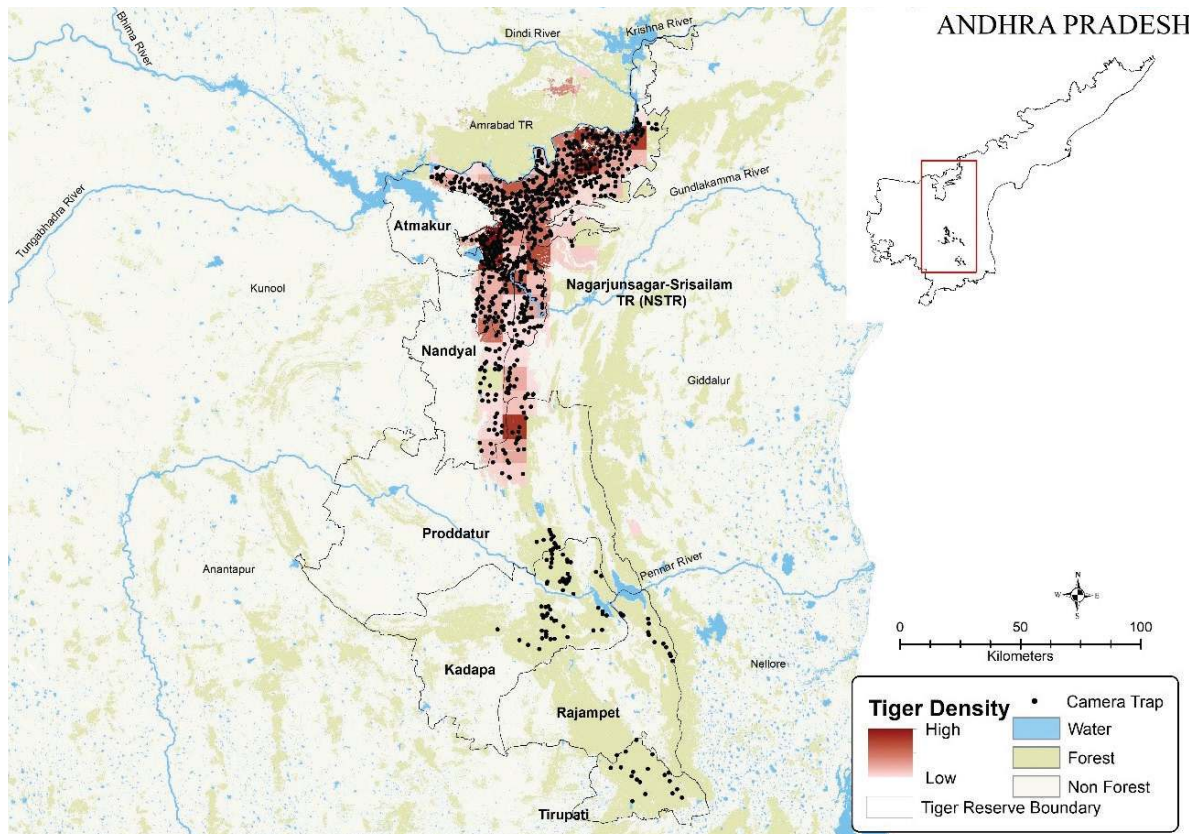 ANDHRA PRADESH
Bhima River
Dindi River
Krishna River
Amrabad TR
Tungabhadra River
Gundlakamma River
Atmakur
Kunool
Nagarjunsagar-Srisailam
TR (NSTR)
Nandyal
Giddalur
Proddatur
Anantapur
Pennar River
Kadapa
Nellore
Rajampet
Tirupati
N
W
E
S
0 50 100
Kilometers
Tiger Density
High
Low
Tiger Reserve Boundary
Camera Trap
Water
Forest
Non Forest